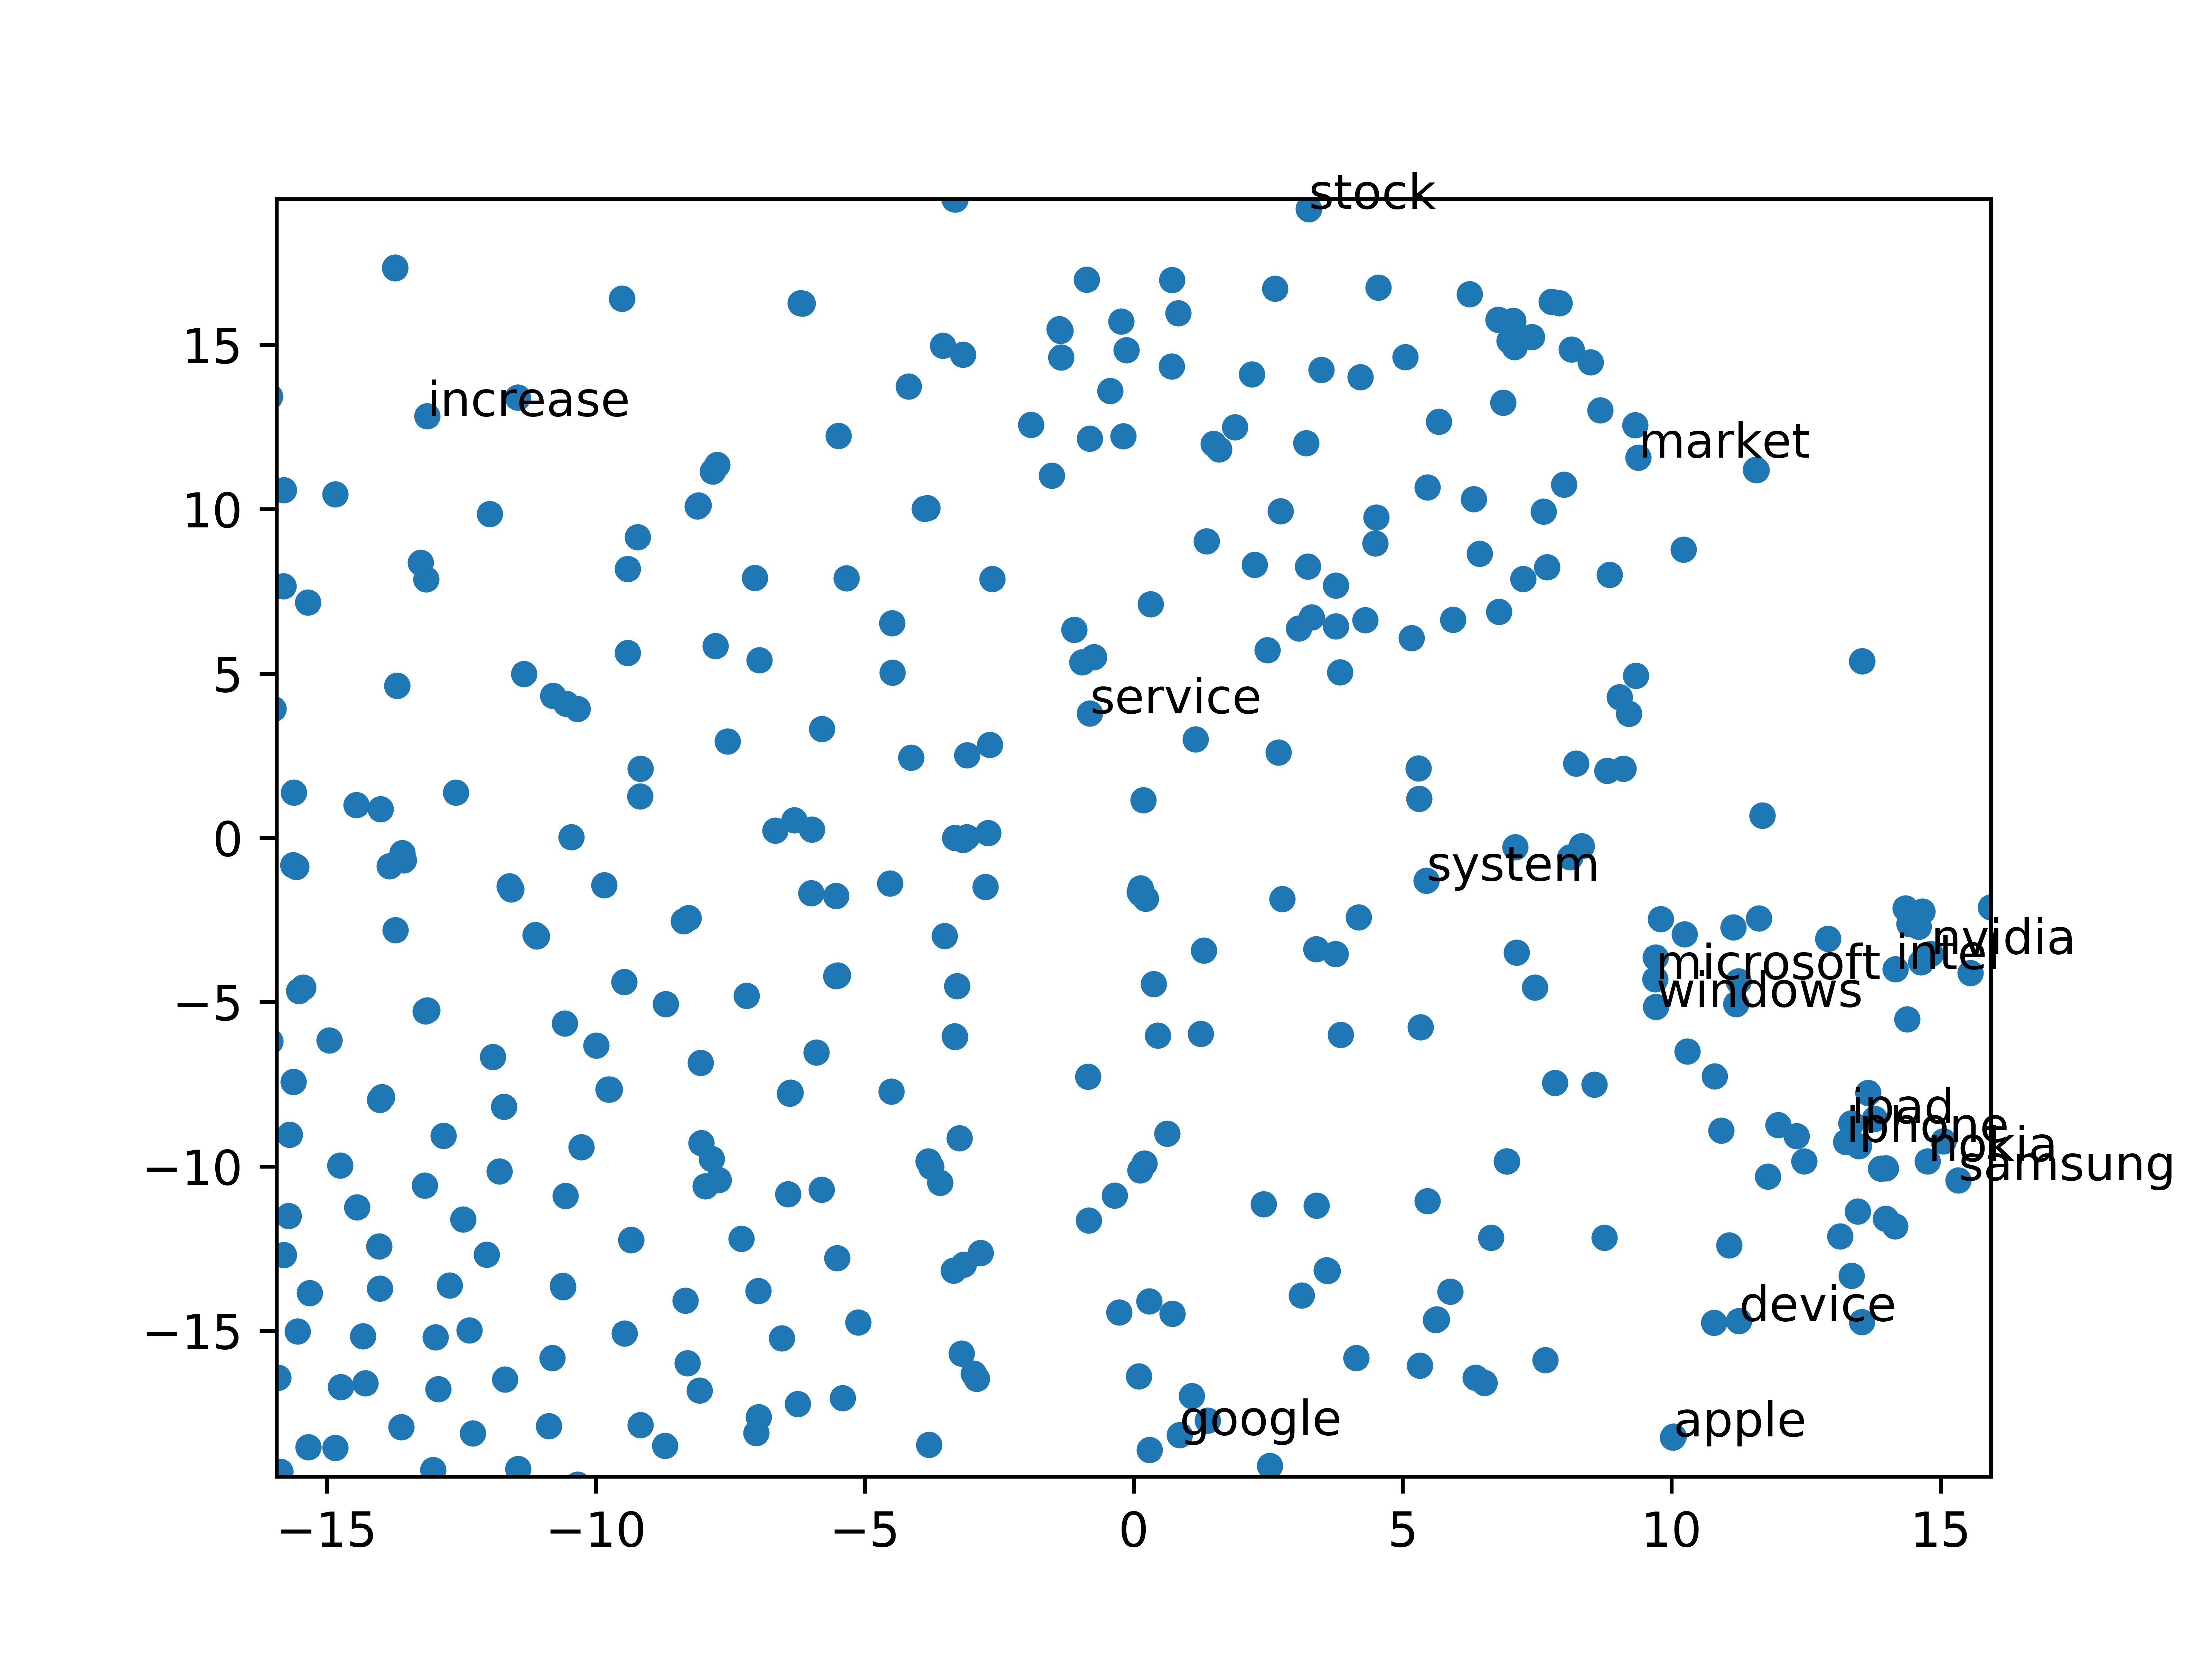 stock
15
increase
market
10
5
service
0
system
nvidia
intel
microsoft
−5
windows
ipad
iphone
nokia
−10
samsung
device
−15
google
apple
−15 −10 −5 0 5 10 15